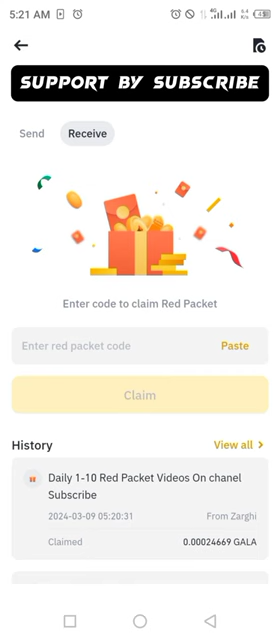 5:21 AM
SUPPORT BY SUBSCRIBE
Send Receive
Enter code to claim Red Packet
Enter red packet code Paste
Claim
History View all
Daily 1-10 Red Packet Videos On chanel
Subscribe
2024-03-09 05:20:31 From Zarghi
Claimed 0.00024669 GALA